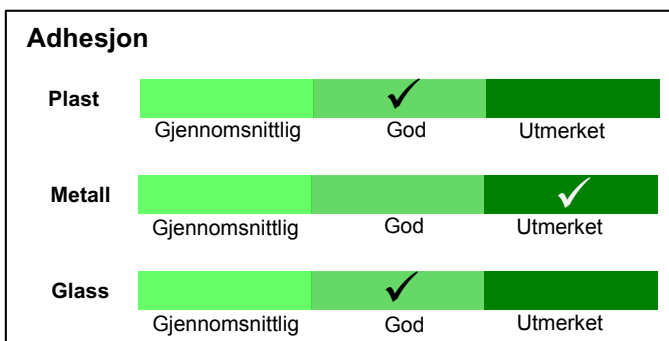 Adhesjon
Plast
Gjennomsnittlig God Utmerket
Metall
Gjennomsnittlig God Utmerket
Glass
Gjennomsnittlig God Utmerket